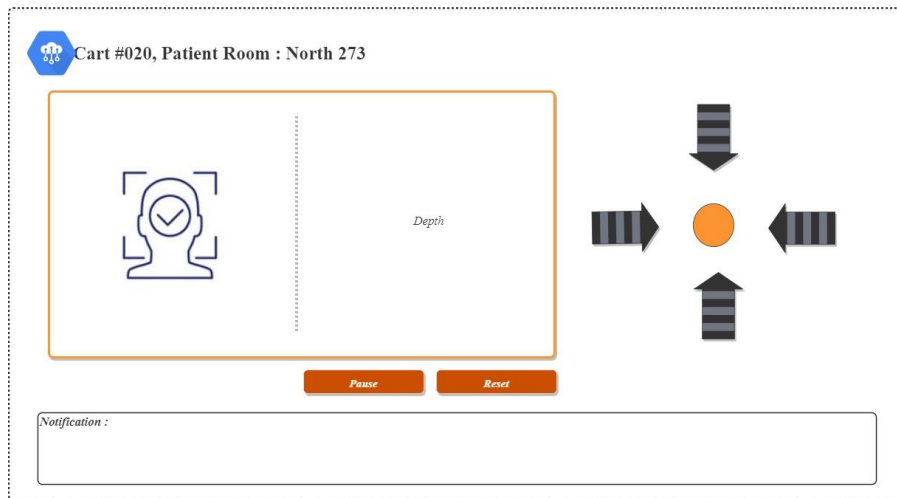 Cart #020, Patient Room : North 273
Depth
Pause
Reset
Notification :